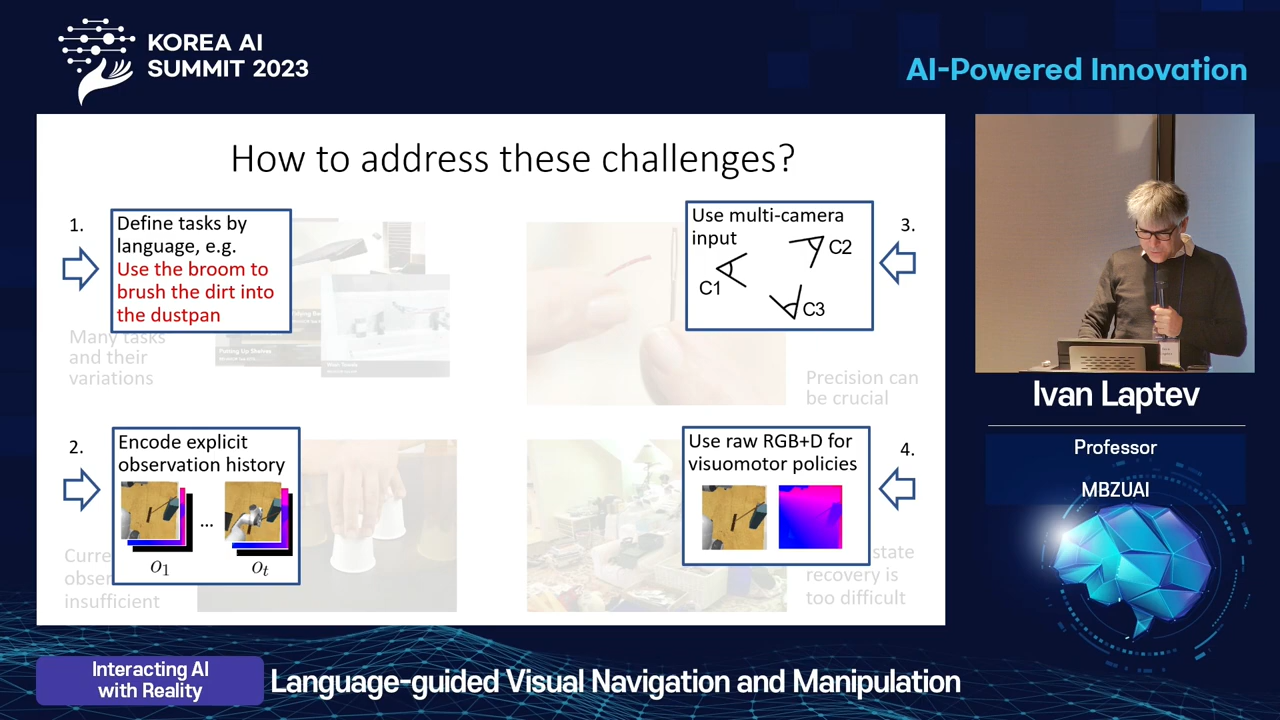 KOREA AI
SUMMIT 2023
AI-Powered Innovation
How to address these challenges?
1.
Define tasks by
language, e.g.
Use the broom to
brush the dirt into
the dustpan
Many tasks
and their
variations
Putting Up Shelves
Use multi-camera
input
C1
C2
C3
3.
Precision can
be crucial
2.
Encode explicit
observation history
...
o1
ot
insufficient
Use raw RGB+D for
visuomotor policies
4.
state
recovery is
too difficult
Ivan Laptev
Professor
MBZUAI
Interacting AI
with Reality
Language-guided Visual Navigation and Manipulation